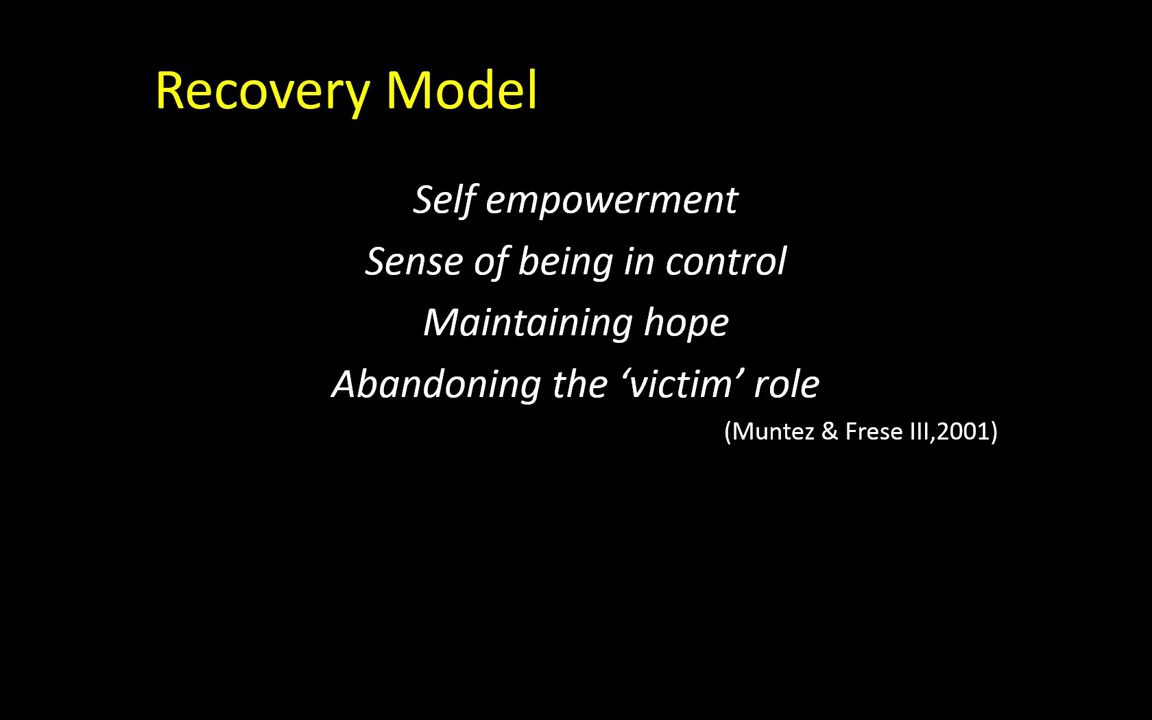 Recovery Model
Self empowerment
Sense of being in control
Maintaining hope
Abandoning the ‘victim’ role
(Muntez & Frese III,2001)